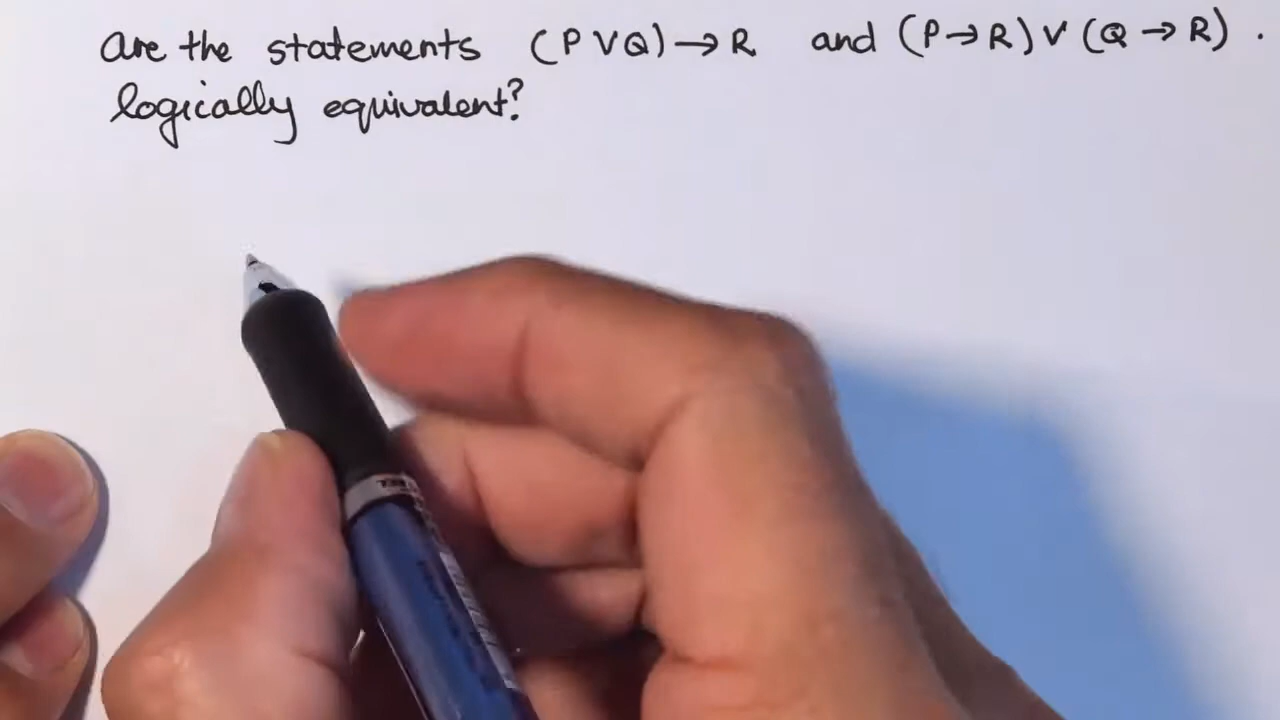 Are the statements (P∨Q)→R and (P→R)∨(Q→R).
logically equivalent?